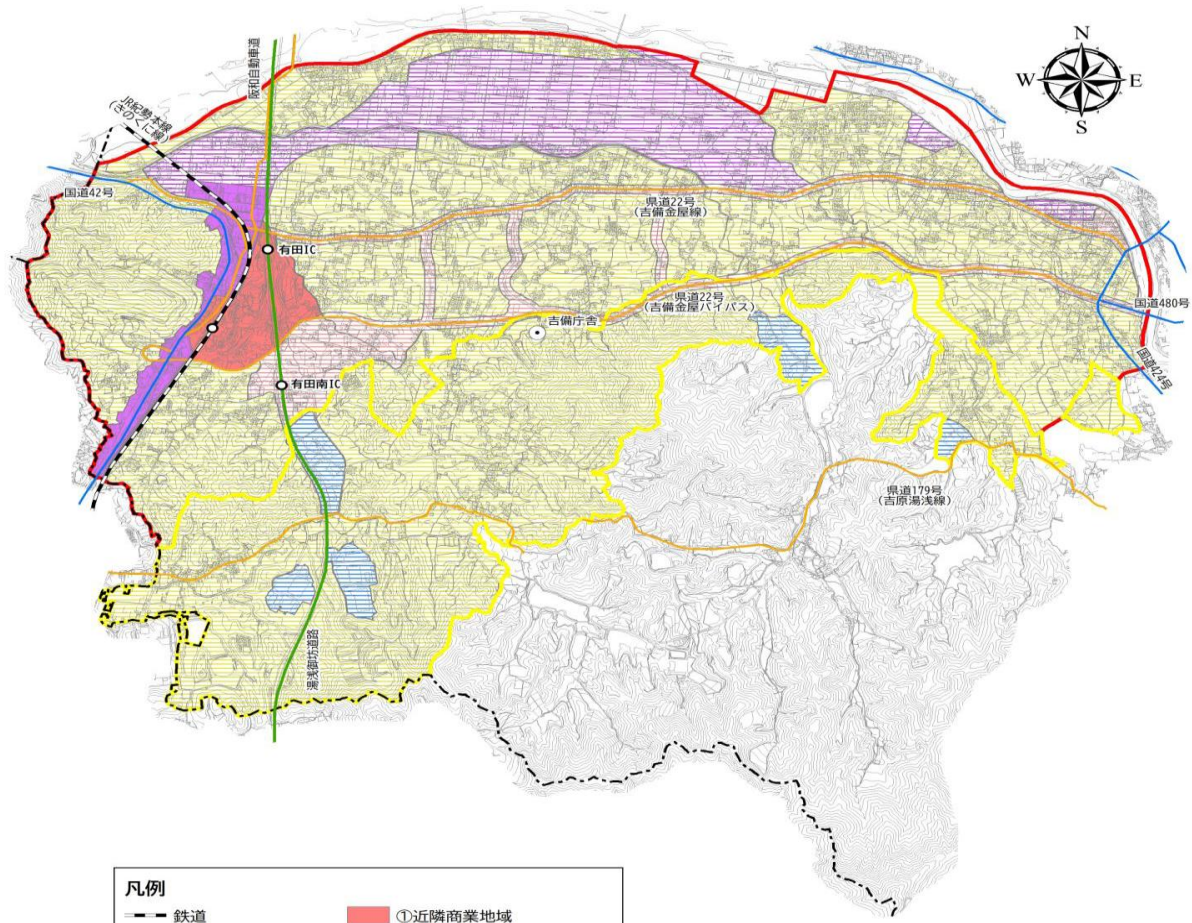 N
W
E
S
阪和自動車道
JR紀勢本線
(きのくに線)
国道42号
県道22号
(吉備金屋線)
有田IC
国道480号
県道22号
(吉備金屋バイパス)
吉備庁舎
国道424号
有田南IC
県道179号
(吉原湯浅線)
湯浅御坊道路
凡例
鉄道
①近隣商業地域